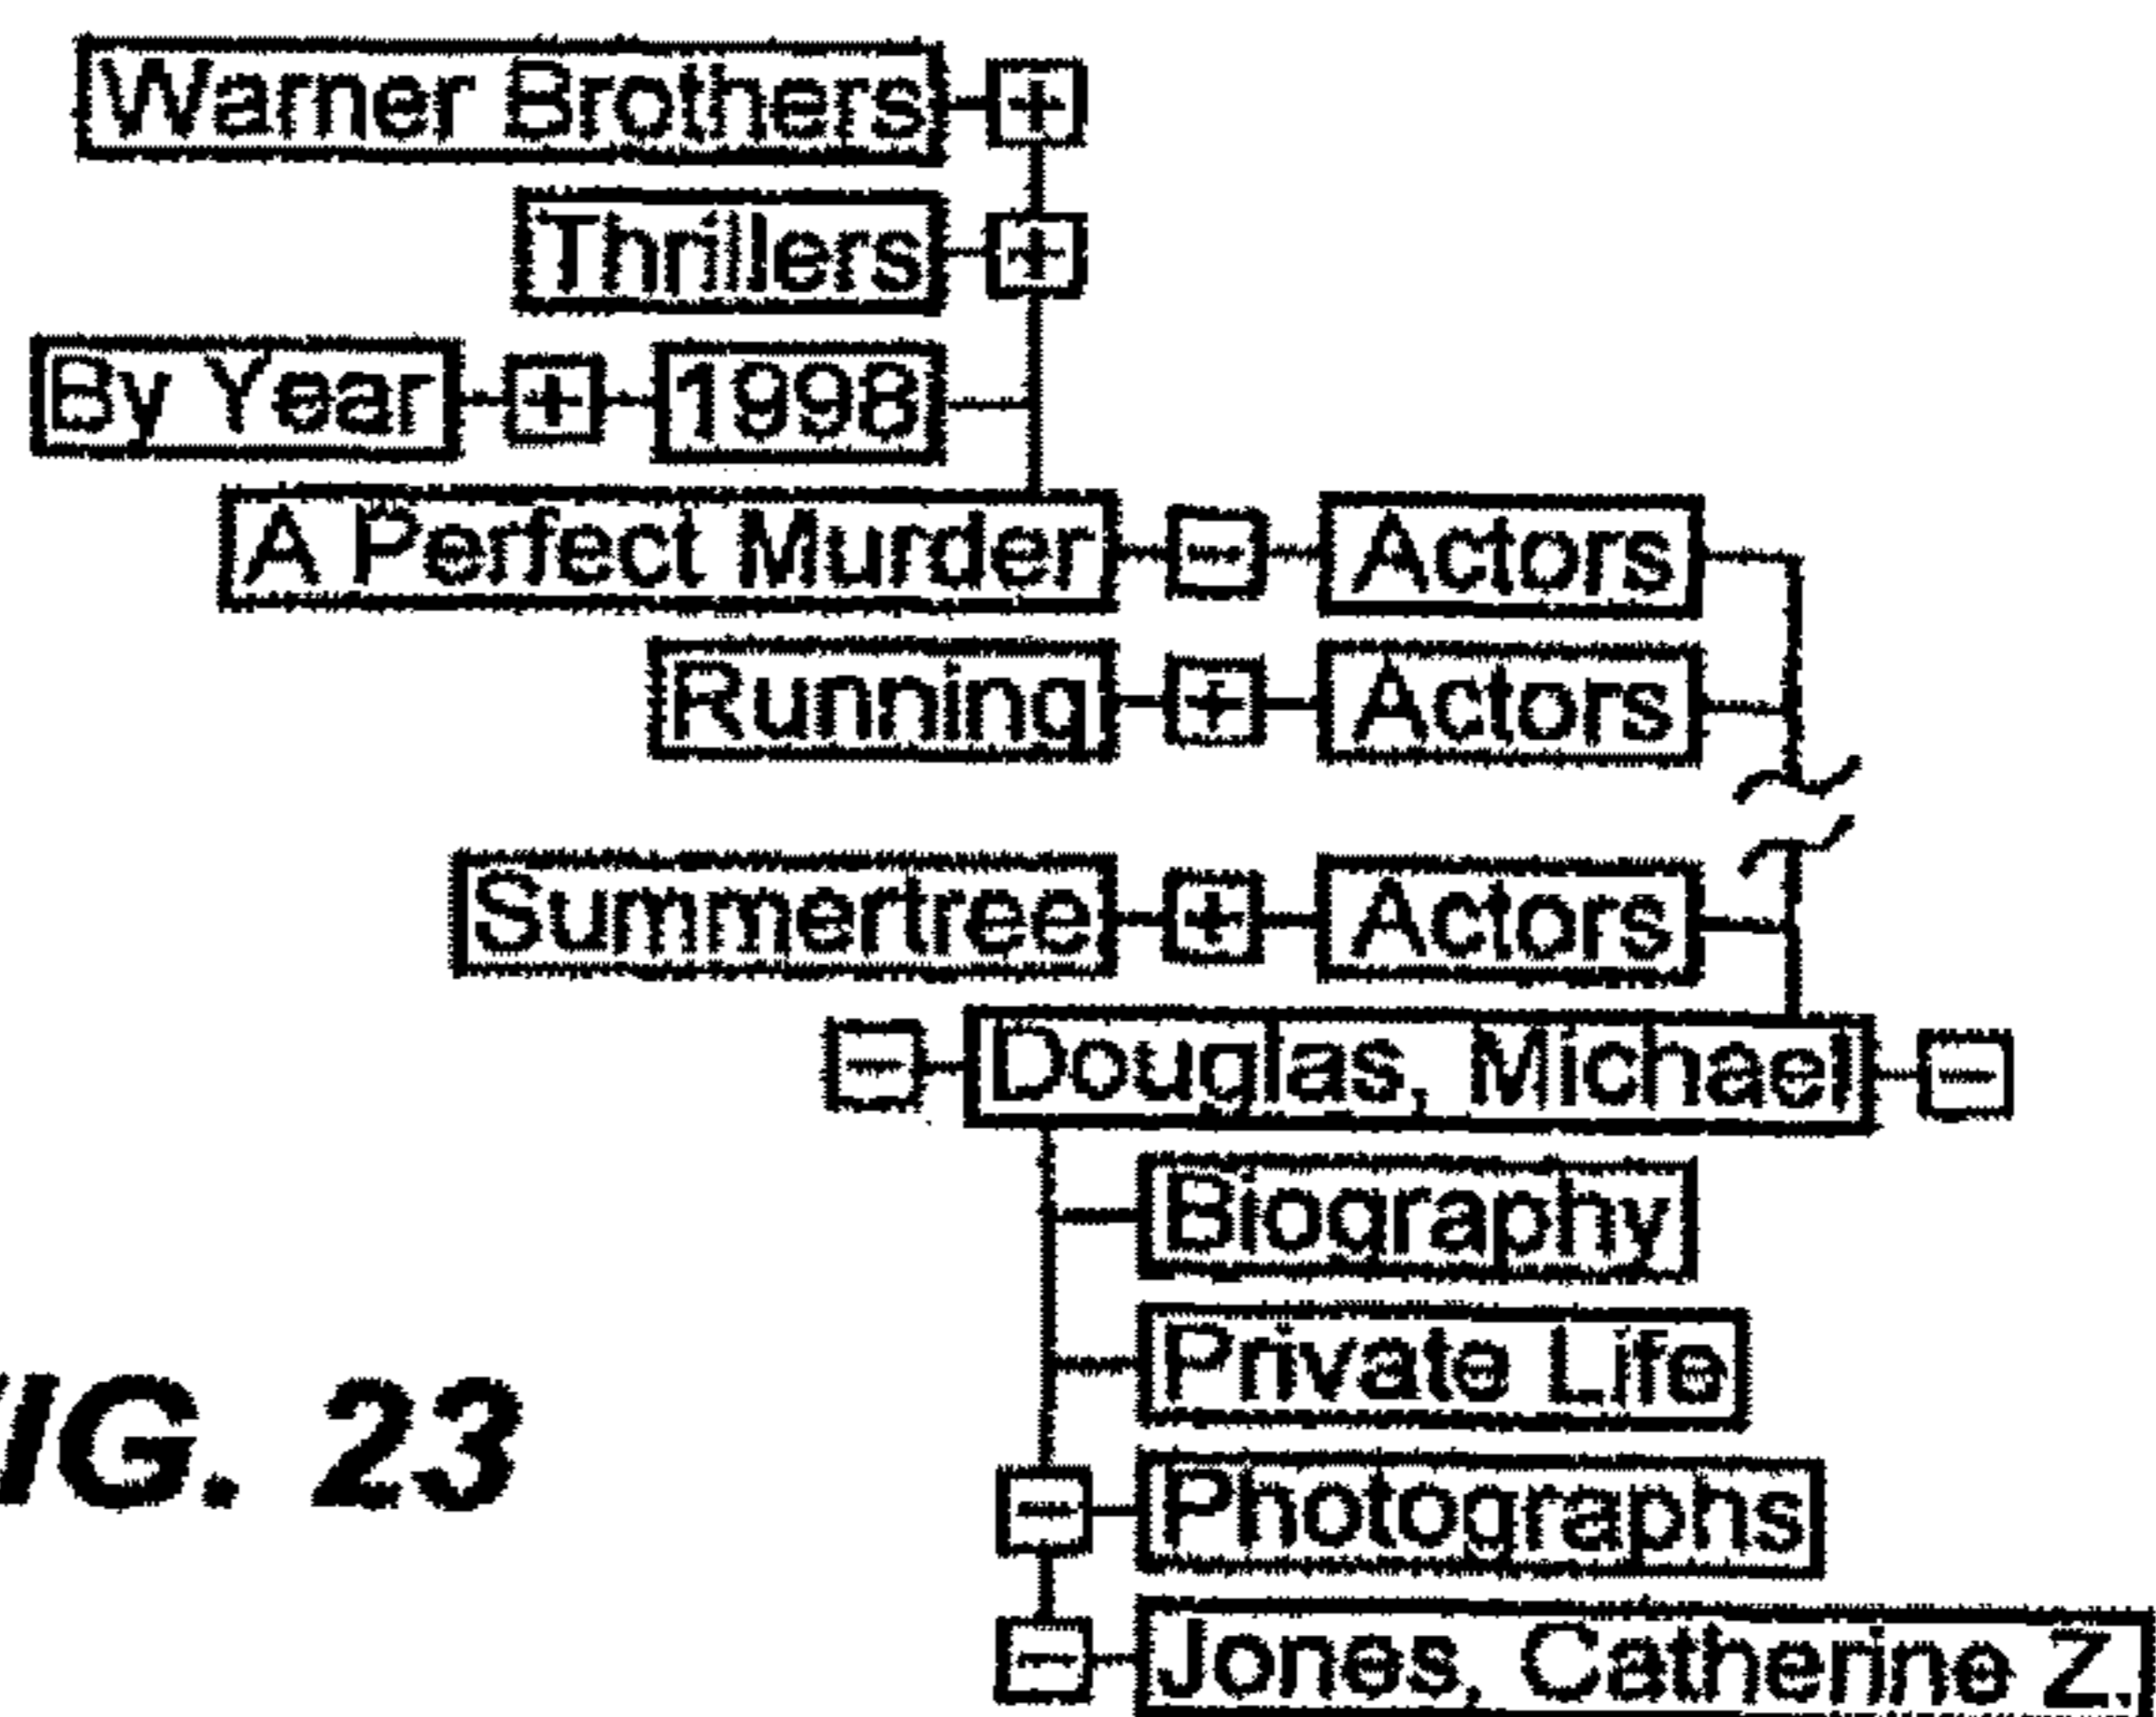 Warner Brothers +
Thrillers +
By Year + 1998
A Perfect Murder - Actors
Running + Actors
Summertree + Actors
- Douglas, Michael -
Biography
Private Life
- Photographs
- Jones, Catherine Z.
IG. 23